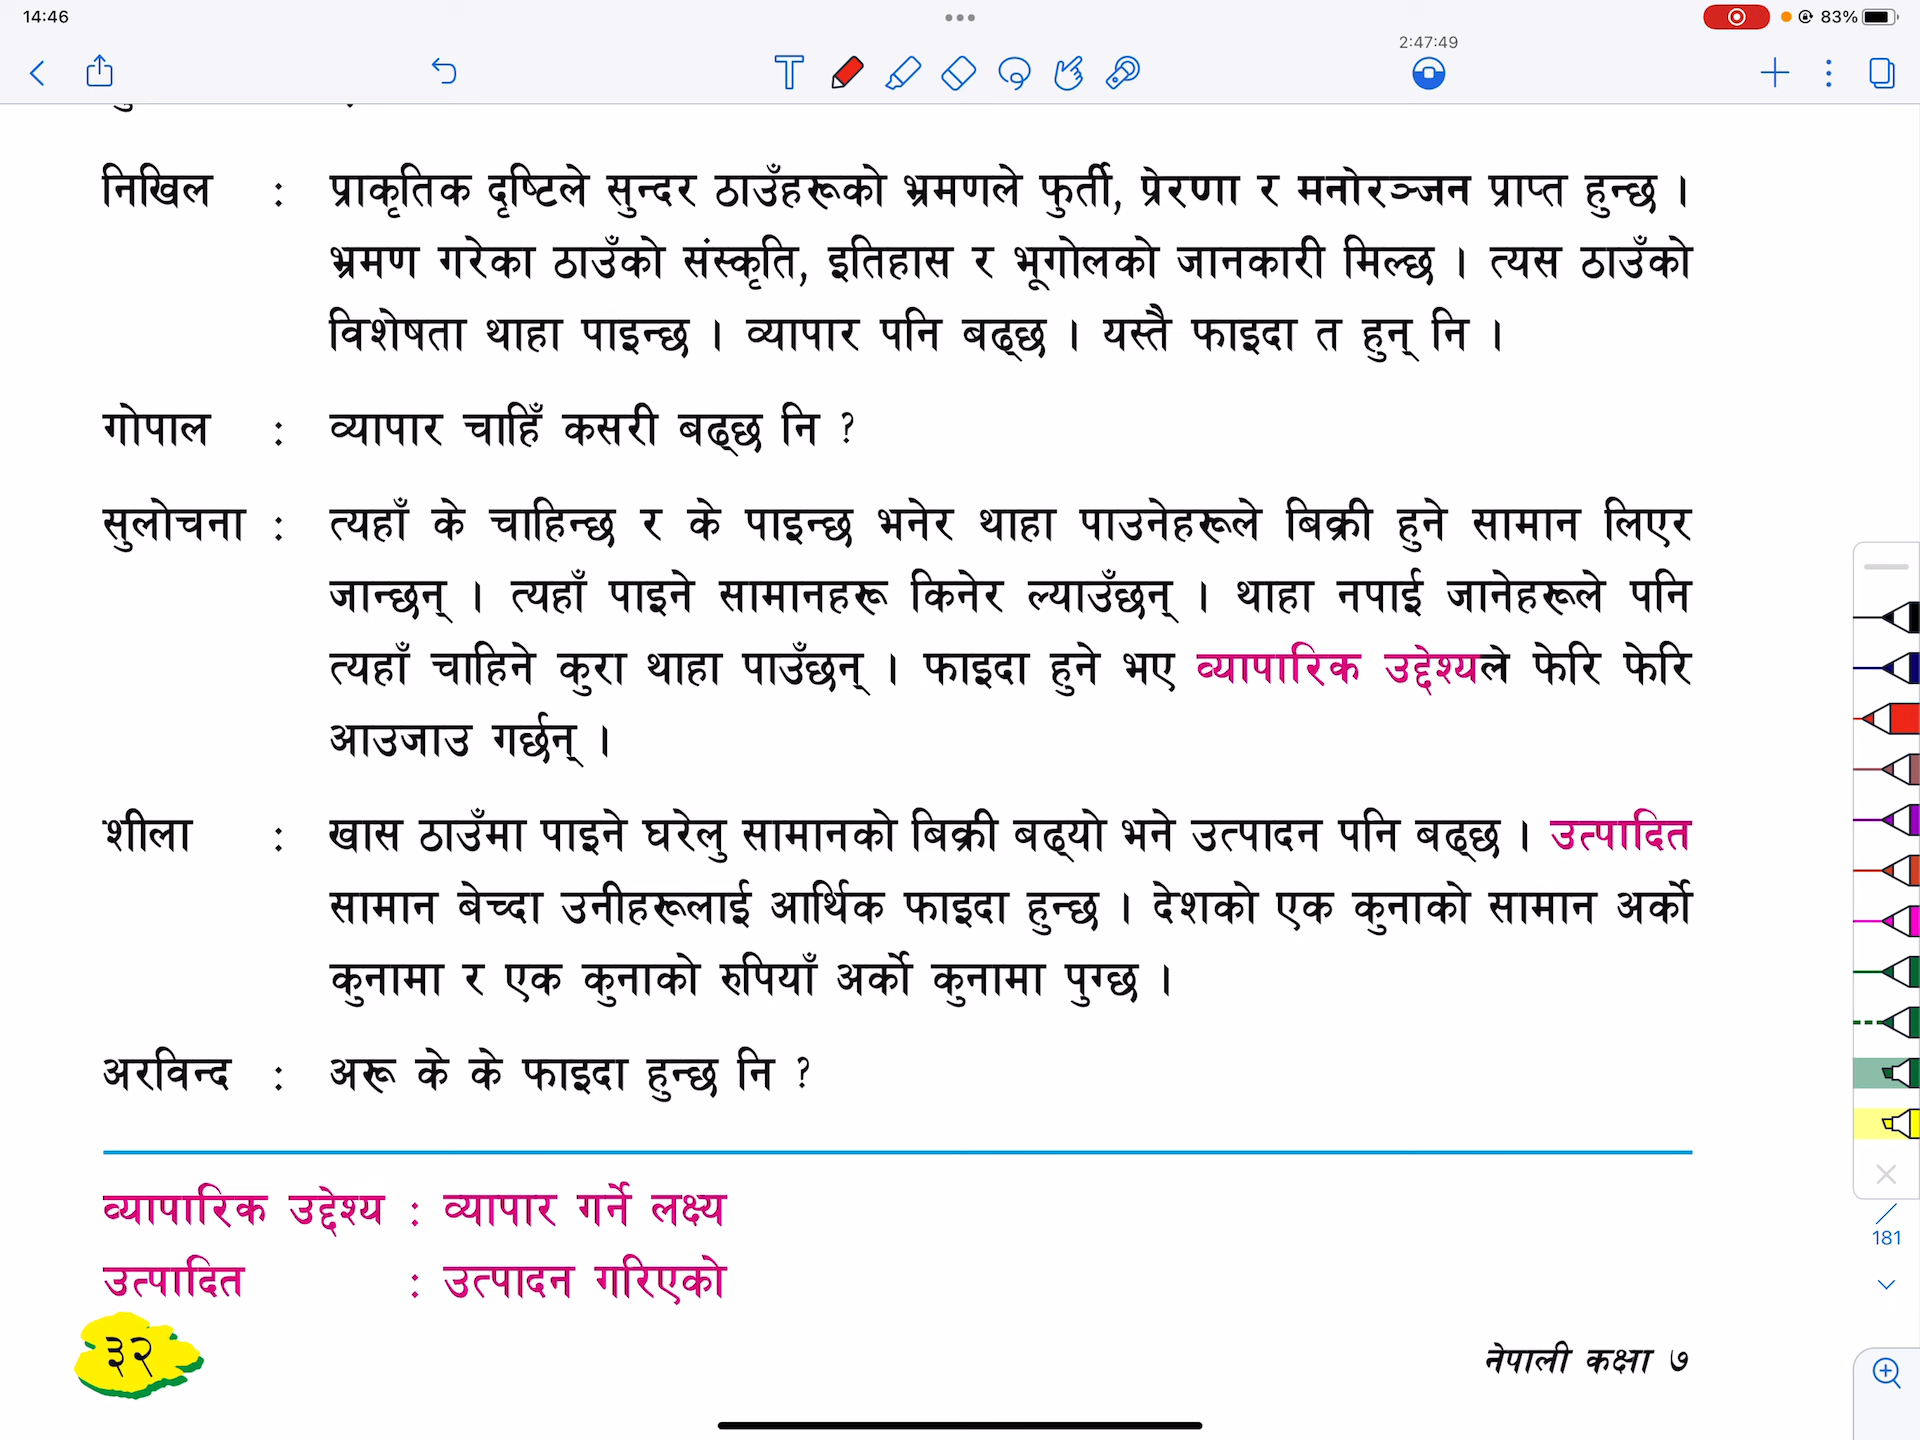 14:46
83%
2:47:49
निखिल : प्राकृतिक दृष्टिले सुन्दर ठाउँहरूको भ्रमणले फुर्ती, प्रेरणा र मनोरञ्जन प्राप्त हुन्छ ।
भ्रमण गरेका ठाउँको संस्कृति, इतिहास र भूगोलको जानकारी मिल्छ । त्यस ठाउँको
विशेषता थाहा पाइन्छ । व्यापार पनि बढ्छ । यस्तै फाइदा त हुन् नि ।
गोपाल : व्यापार चाहिँ कसरी बढ्छ नि ?
सुलोचना : त्यहाँ के चाहिन्छ र के पाइन्छ भनेर थाहा पाउनेहरूले बिक्री हुने सामान लिएर
जान्छन् । त्यहाँ पाइने सामानहरू किनेर ल्याउँछन् । थाहा नपाई जानेहरूले पनि
त्यहाँ चाहिने कुरा थाहा पाउँछन् । फाइदा हुने भए व्यापारिक उद्देश्यले फेरि फेरि
आउजाउ गर्छन् ।
शीला : खास ठाउँमा पाइने घरेलु सामानको बिक्री बढ्यो भने उत्पादन पनि बढ्छ । उत्पादित
सामान बेच्दा उनीहरूलाई आर्थिक फाइदा हुन्छ । देशको एक कुनाको सामान अर्को
कुनामा र एक कुनाको रुपियाँ अर्को कुनामा पुग्छ ।
अरविन्द : अरू के के फाइदा हुन्छ नि ?
व्यापारिक उद्देश्य : व्यापार गर्ने लक्ष्य
उत्पादित : उत्पादन गरिएको
181
३२
नेपाली कक्षा ७